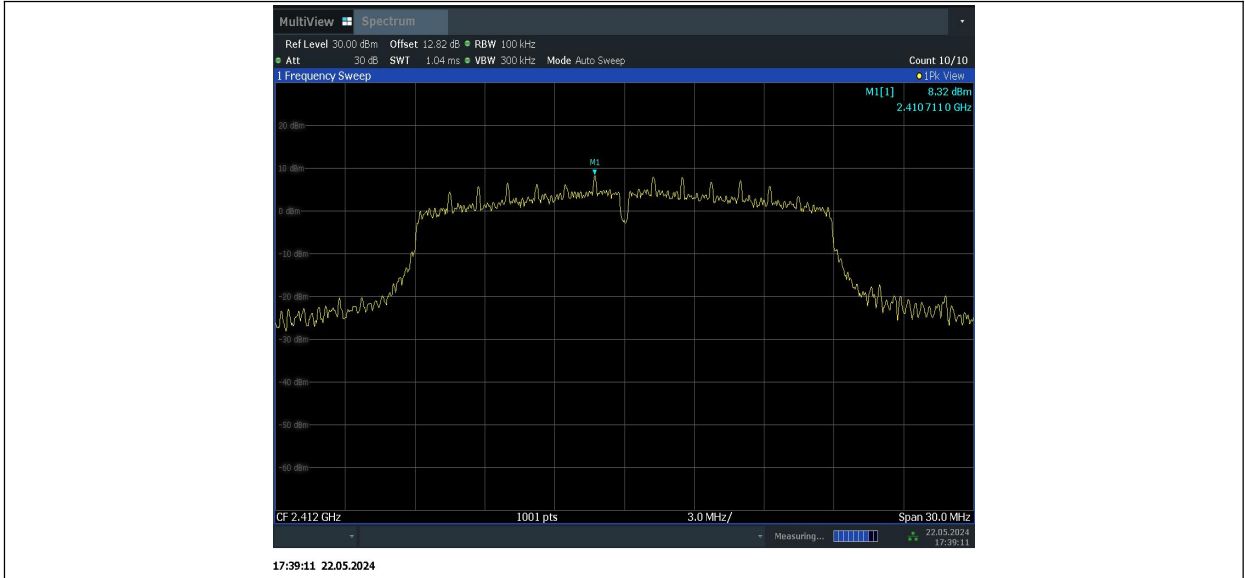 MultiView Spectrum
Ref Level 30.00 dBm Offset 12.82 dB RBW 100 kHz
Att 30 dB SWT 1.04 ms VBW 300 kHz Mode Auto Sweep Count 10/10
1 Frequency Sweep 1Pk View
M1[1] 8.32 dBm
2.410 711 0 GHz
20 dBm
M1
10 dBm
0 dBm
-10 dBm
-20 dBm
-30 dBm
-40 dBm
-50 dBm
-60 dBm
CF 2.412 GHz 1001 pts 3.0 MHz/ Span 30.0 MHz
Measuring... 22.05.2024
17:39:11
17:39:11 22.05.2024